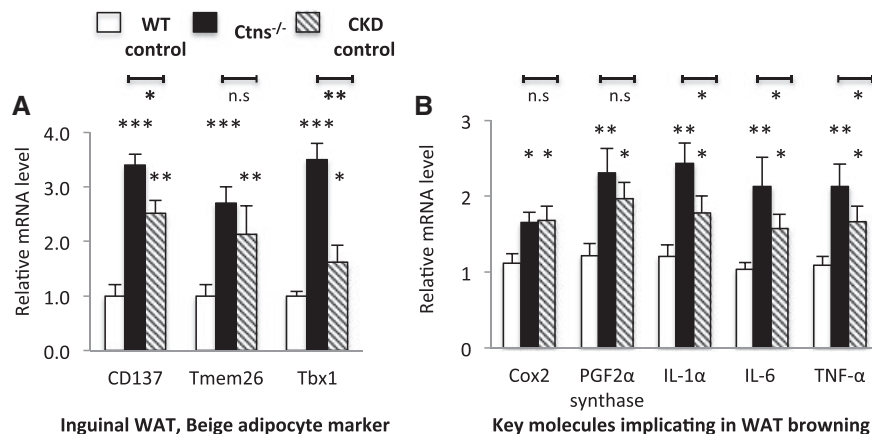 WT control
Ctns-/-
CKD control
A
* n.s **
*** *** ***
** ** *
Relative mRNA level
4.0
3.0
2.0
1.0
0.0
CD137 Tmem26 Tbx1
Inguinal WAT, Beige adipocyte marker
B
n.s n.s * * *
** ** ** **
* * * * * *
Relative mRNA level
3
2
1
0
Cox2 PGF2α synthase IL-1α IL-6 TNF-α
Key molecules implicating in WAT browning